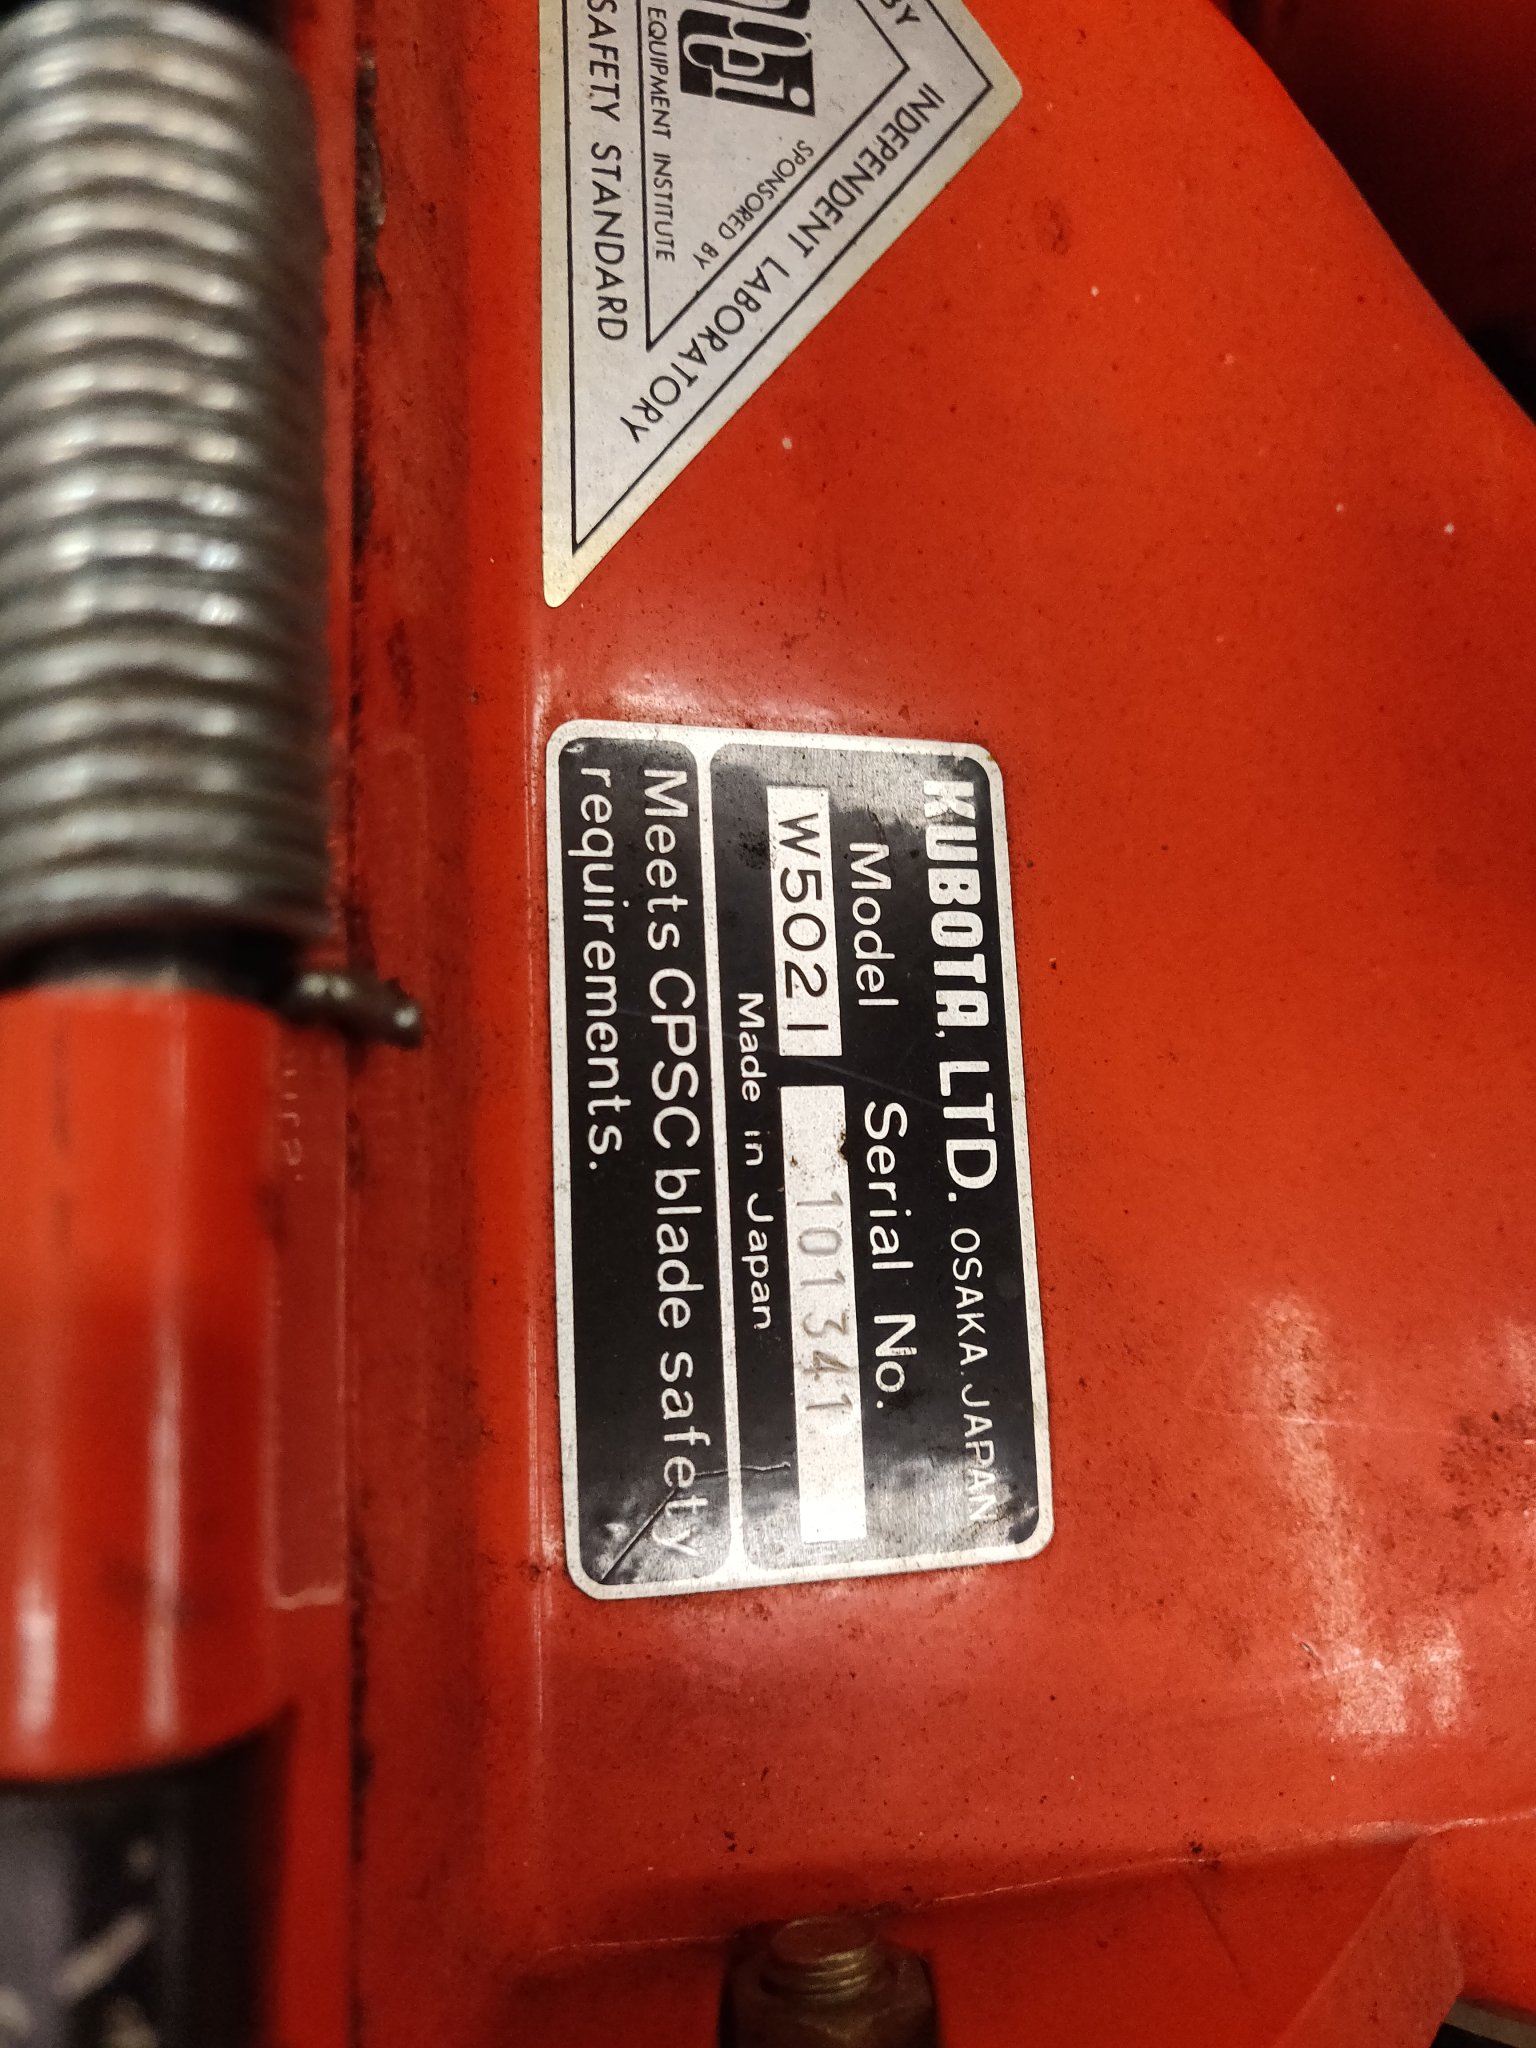 BY
INDEPENDENT LABORATORY
SPONSORED BY
EQUIPMENT INSTITUTE
SAFETY STANDARD
KUBOTA, LTD. OSAKA. JAPAN
Model Serial No.
W5021 101341
Made in Japan
Meets CPSC blade safety
requirements.